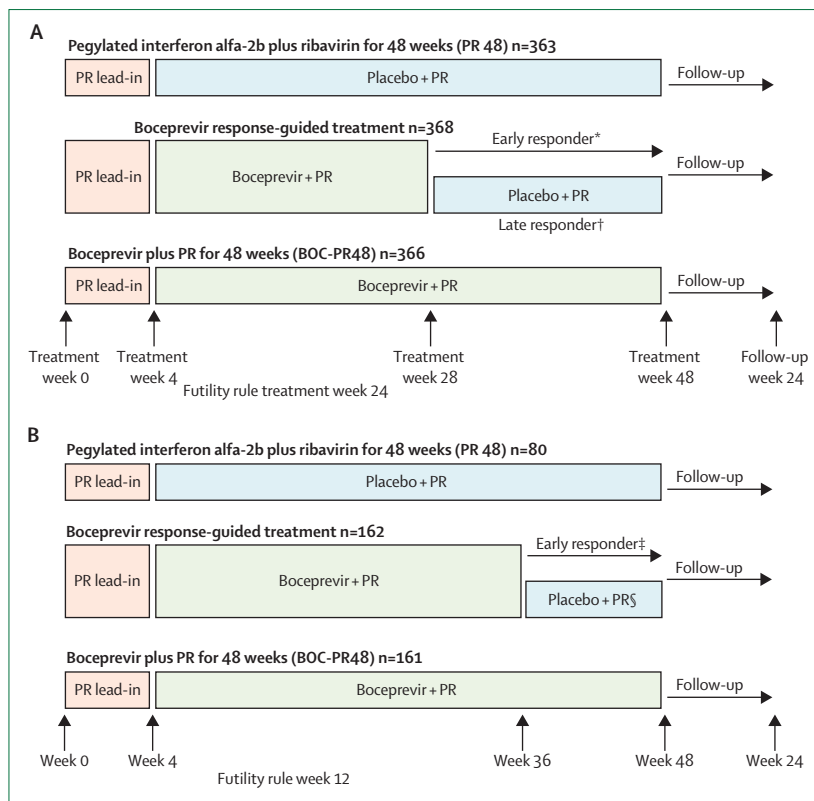 A
Pegylated interferon alfa-2b plus ribavirin for 48 weeks (PR 48) n=363
PR lead-in
Placebo + PR
Follow-up
Boceprevir response-guided treatment n=368
PR lead-in
Boceprevir + PR
Early responder*
Placebo + PR
Late responder†
Follow-up
Boceprevir plus PR for 48 weeks (BOC-PR48) n=366
PR lead-in
Boceprevir + PR
Follow-up
Treatment
week 0
Treatment
week 4
Treatment
week 28
Treatment
week 48
Follow-up
week 24
Futility rule treatment week 24
B
Pegylated interferon alfa-2b plus ribavirin for 48 weeks (PR 48) n=80
PR lead-in
Placebo + PR
Follow-up
Boceprevir response-guided treatment n=162
PR lead-in
Boceprevir + PR
Early responder‡
Placebo + PR§
Follow-up
Boceprevir plus PR for 48 weeks (BOC-PR48) n=161
PR lead-in
Boceprevir + PR
Follow-up
Week 0
Week 4
Week 36
Week 48
Week 24
Futility rule week 12